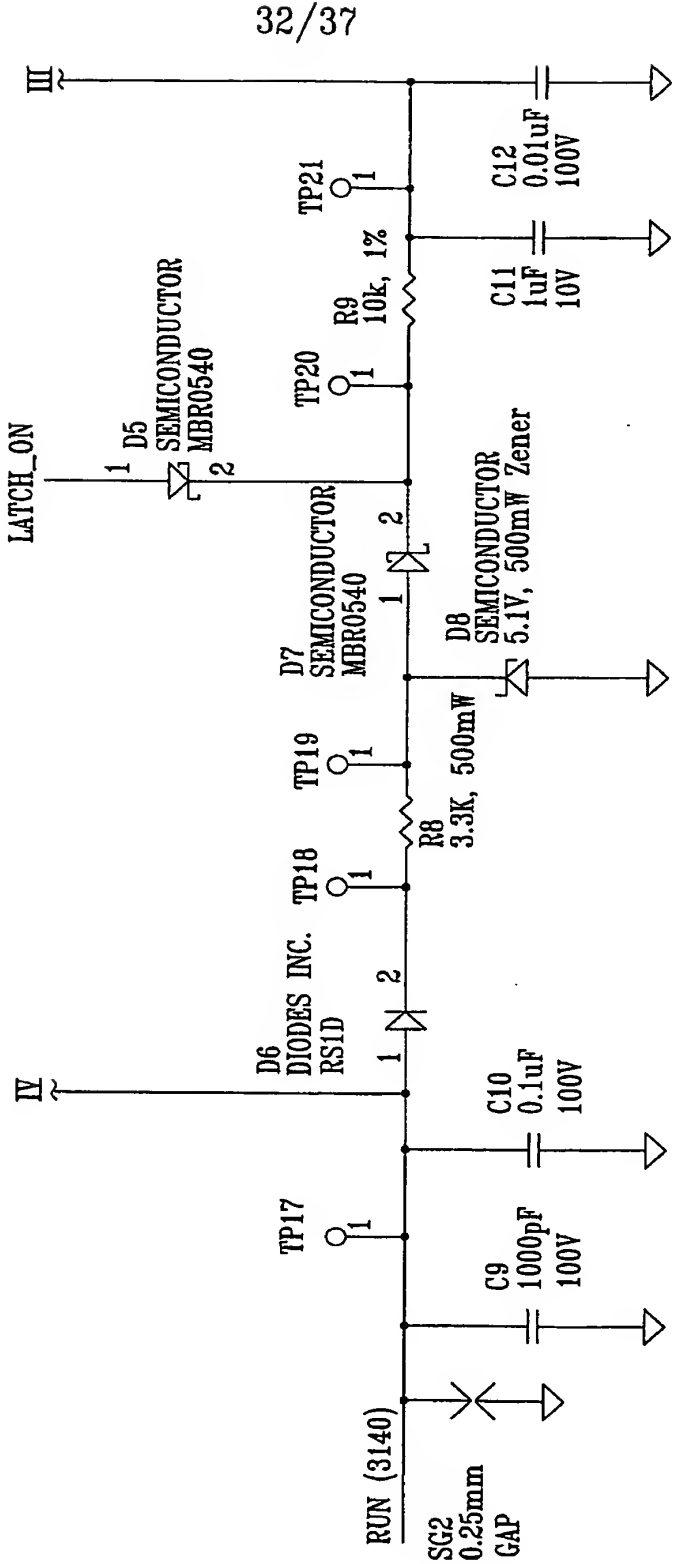 32/37
RUN (3140)
SG2
0.25mm
GAP
C9
1000pF
100V
TP17
1
C10
0.1uF
100V
IV
D6
DIODES INC.
RS1D
1
2
TP18
1
R8
3.3K, 500mW
TP19
1
D8
SEMICONDUCTOR
5.1V, 500mW Zener
D7
SEMICONDUCTOR
MBR0540
1
2
LATCH_ON
1
D5
SEMICONDUCTOR
MBR0540
2
TP20
1
R9
10k, 1%
C11
1uF
10V
TP21
1
C12
0.01uF
100V
III